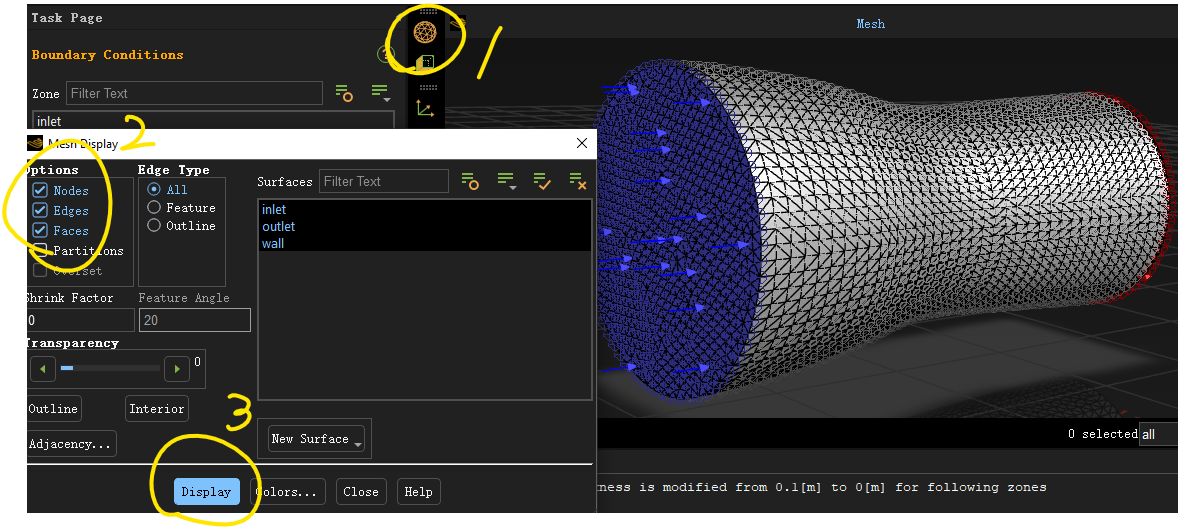 Task Page
Mesh
Boundary Conditions
1
Zone Filter Text
inlet
2
Mesh Display
Options Edge Type
Nodes All
Surfaces Filter Text
Edges Feature
Faces Outline
Partitions
Overset
inlet
outlet
wall
Shrink Factor Feature Angle
0 20
Transparency
0
Outline Interior
3
Adjacency...
New Surface
0 selected all
Display Colors... Close Help
ness is modified from 0.1[m] to 0[m] for following zones